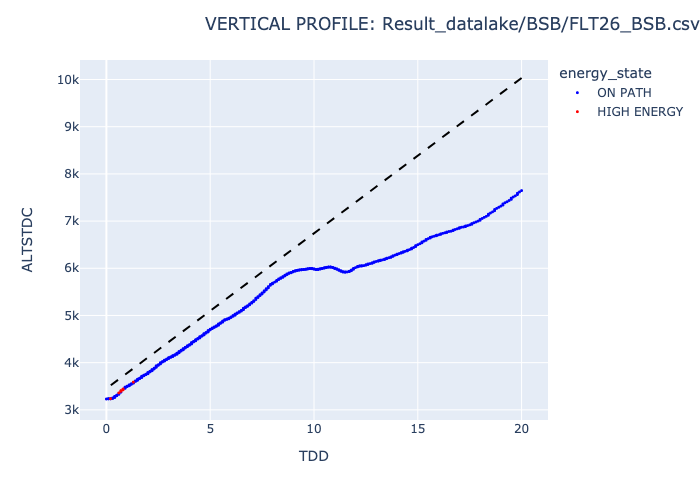 VERTICAL PROFILE: Result_datalake/BSB/FLT26_BSB.csv
energy_state
ON PATH
HIGH ENERGY
10k
9k
8k
7k
6k
5k
4k
3k
ALTSTDC
0 5 10 15 20
TDD